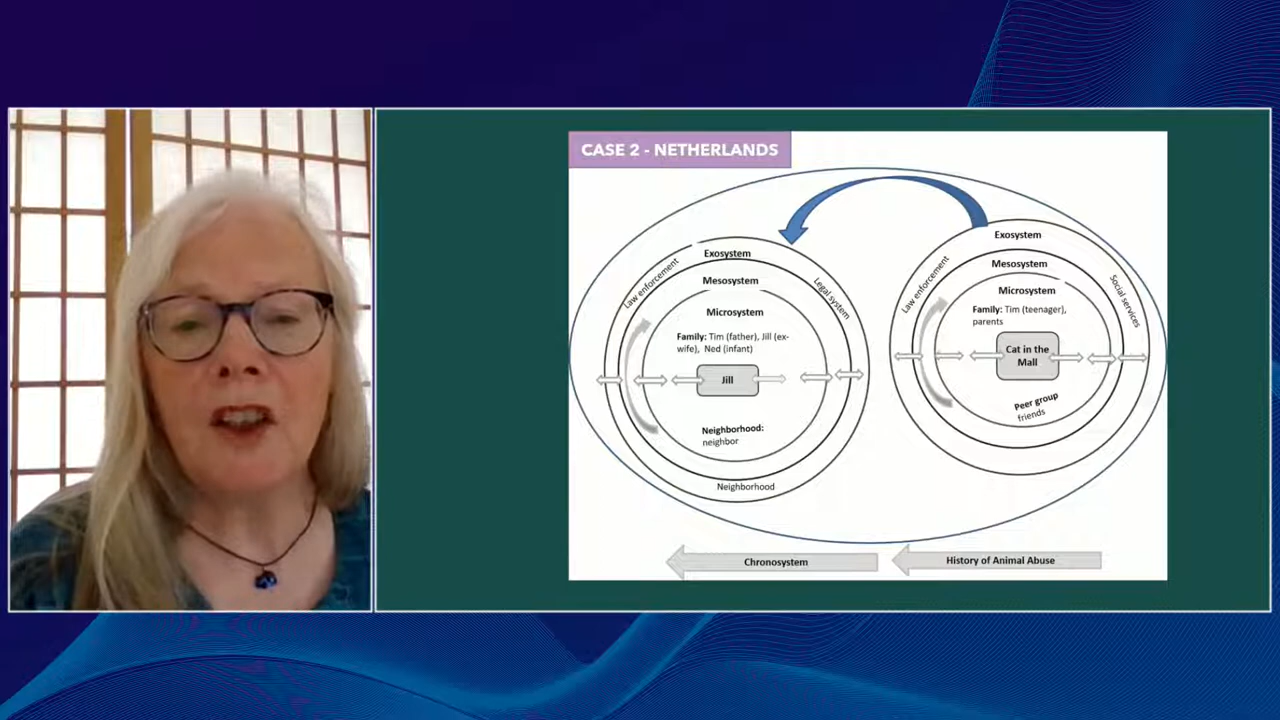 CASE 2 - NETHERLANDS
Exosystem
Law enforcement
Legal system
Mesosystem
Microsystem
Family: Tim (father), Jill (ex-
wife), Ned (infant)
Jill
Neighborhood:
neighbor
Neighborhood
Exosystem
Law enforcement
Social services
Mesosystem
Microsystem
Family: Tim (teenager),
parents
Cat in the
Mall
Peer group
friends
Chronosystem
History of Animal Abuse